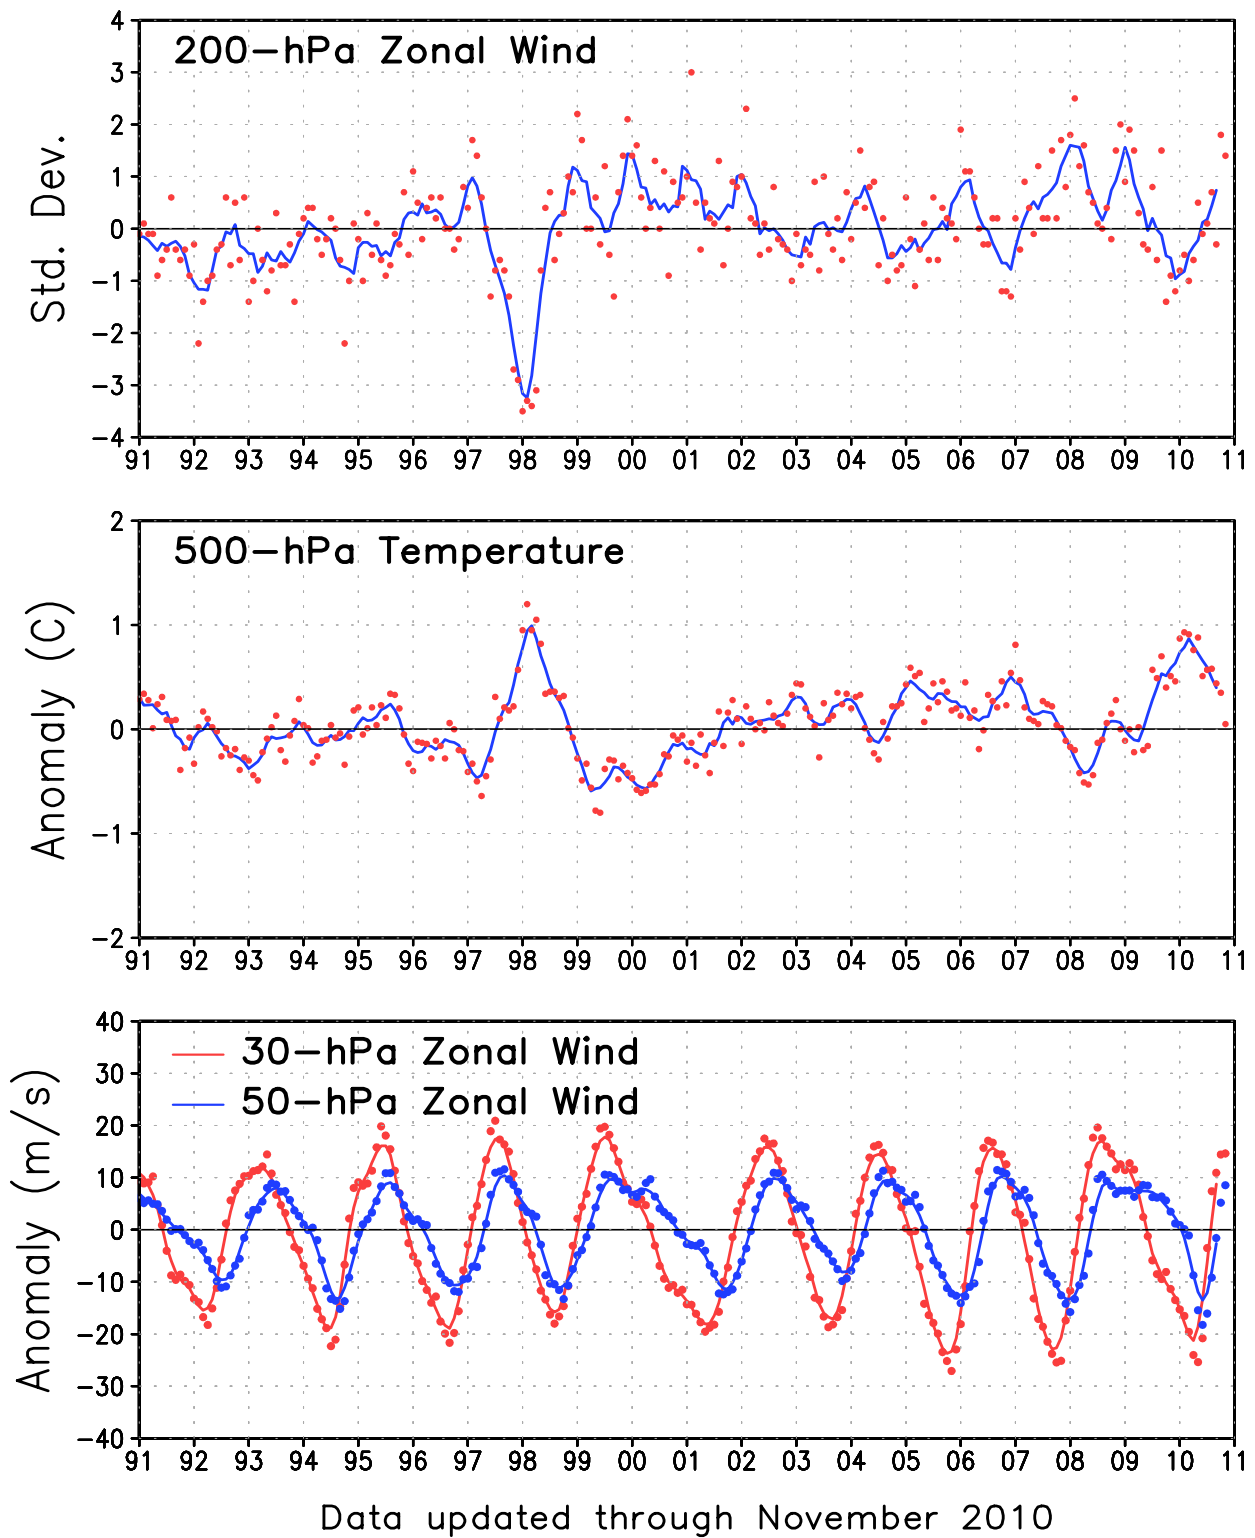 200-hPa Zonal Wind
Std. Dev.
4
3
2
1
0
-1
-2
-3
-4
91 92 93 94 95 96 97 98 99 00 01 02 03 04 05 06 07 08 09 10 11
500-hPa Temperature
Anomaly (C)
2
1
0
-1
-2
91 92 93 94 95 96 97 98 99 00 01 02 03 04 05 06 07 08 09 10 11
30-hPa Zonal Wind
50-hPa Zonal Wind
Anomaly (m/s)
40
30
20
10
0
-10
-20
-30
-40
91 92 93 94 95 96 97 98 99 00 01 02 03 04 05 06 07 08 09 10 11
Data updated through November 2010